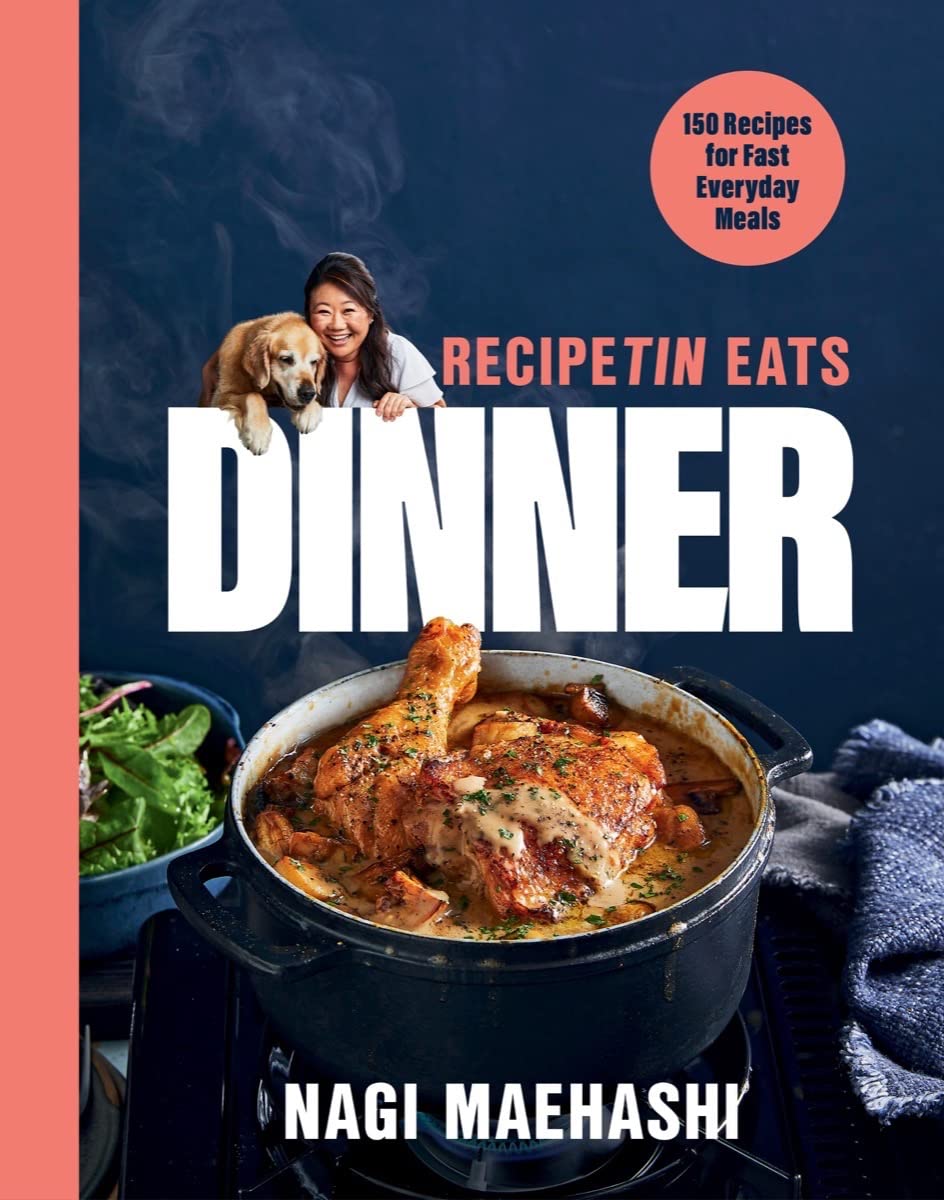 150 Recipes
for Fast
Everyday
Meals
RECIPETIN EATS
DINNER
NAGI MAEHASHI